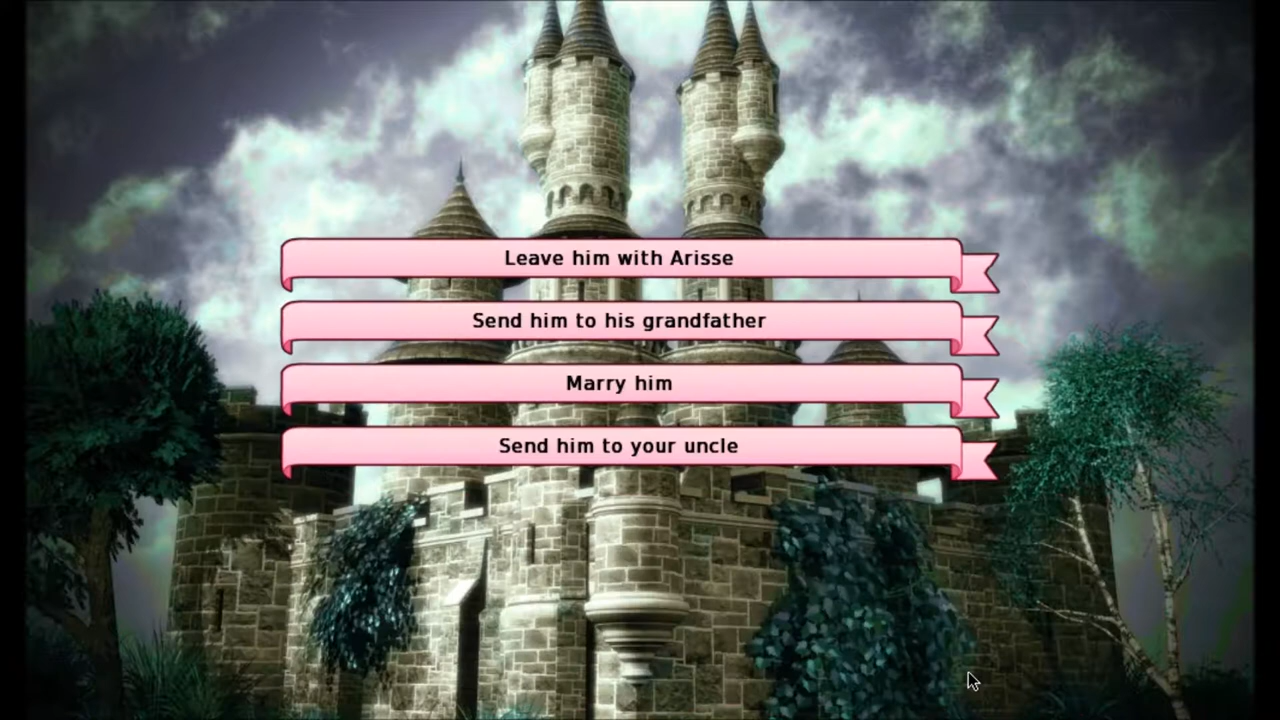 Leave him with Arisse
Send him to his grandfather
Marry him
Send him to your uncle